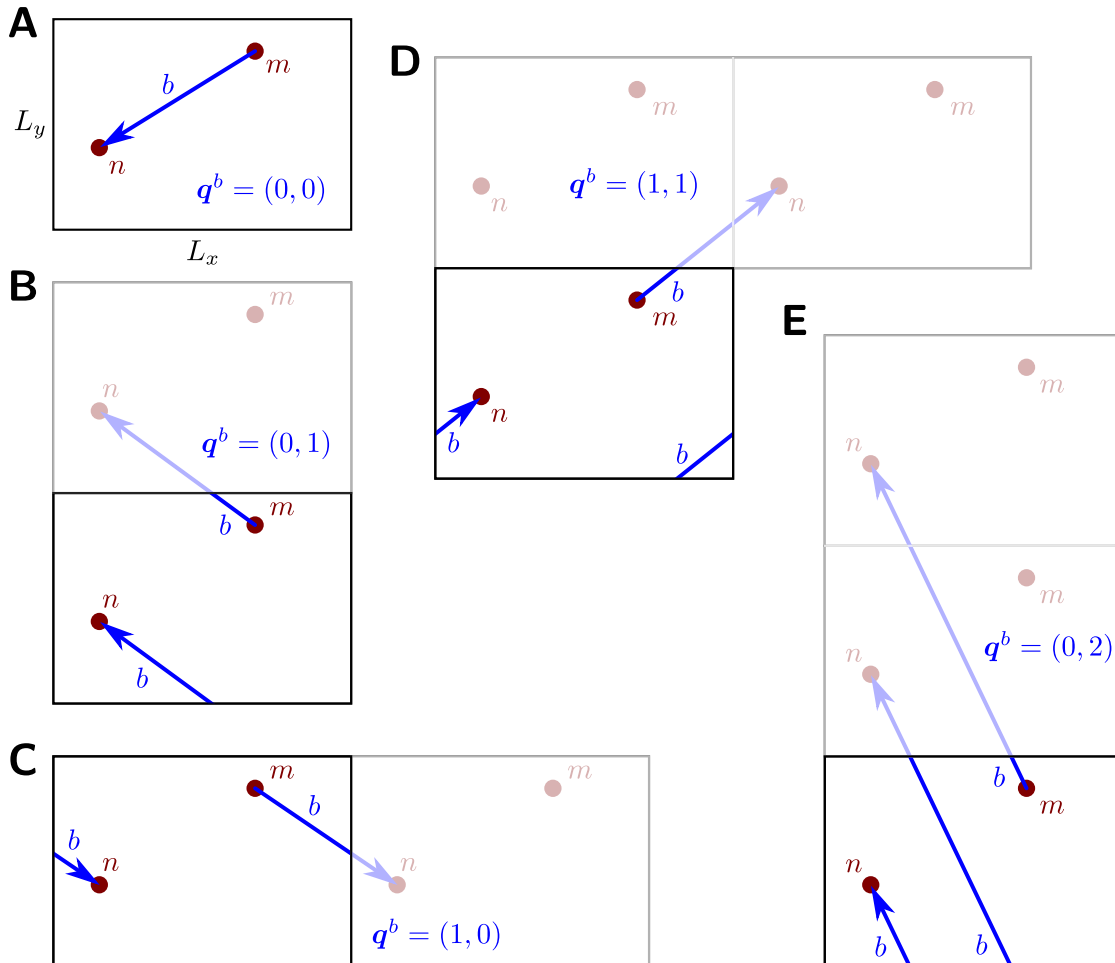 A
m
b
L_y
n
q^b = (0, 0)
L_x
B
m
n
q^b = (0, 1)
m
b
n
b
C
m
m
b
b
n
n
q^b = (1, 0)
D
m
m
q^b = (1, 1)
n
n
b
m
n
b
b
E
m
n
m
q^b = (0, 2)
n
b
m
n
b
b